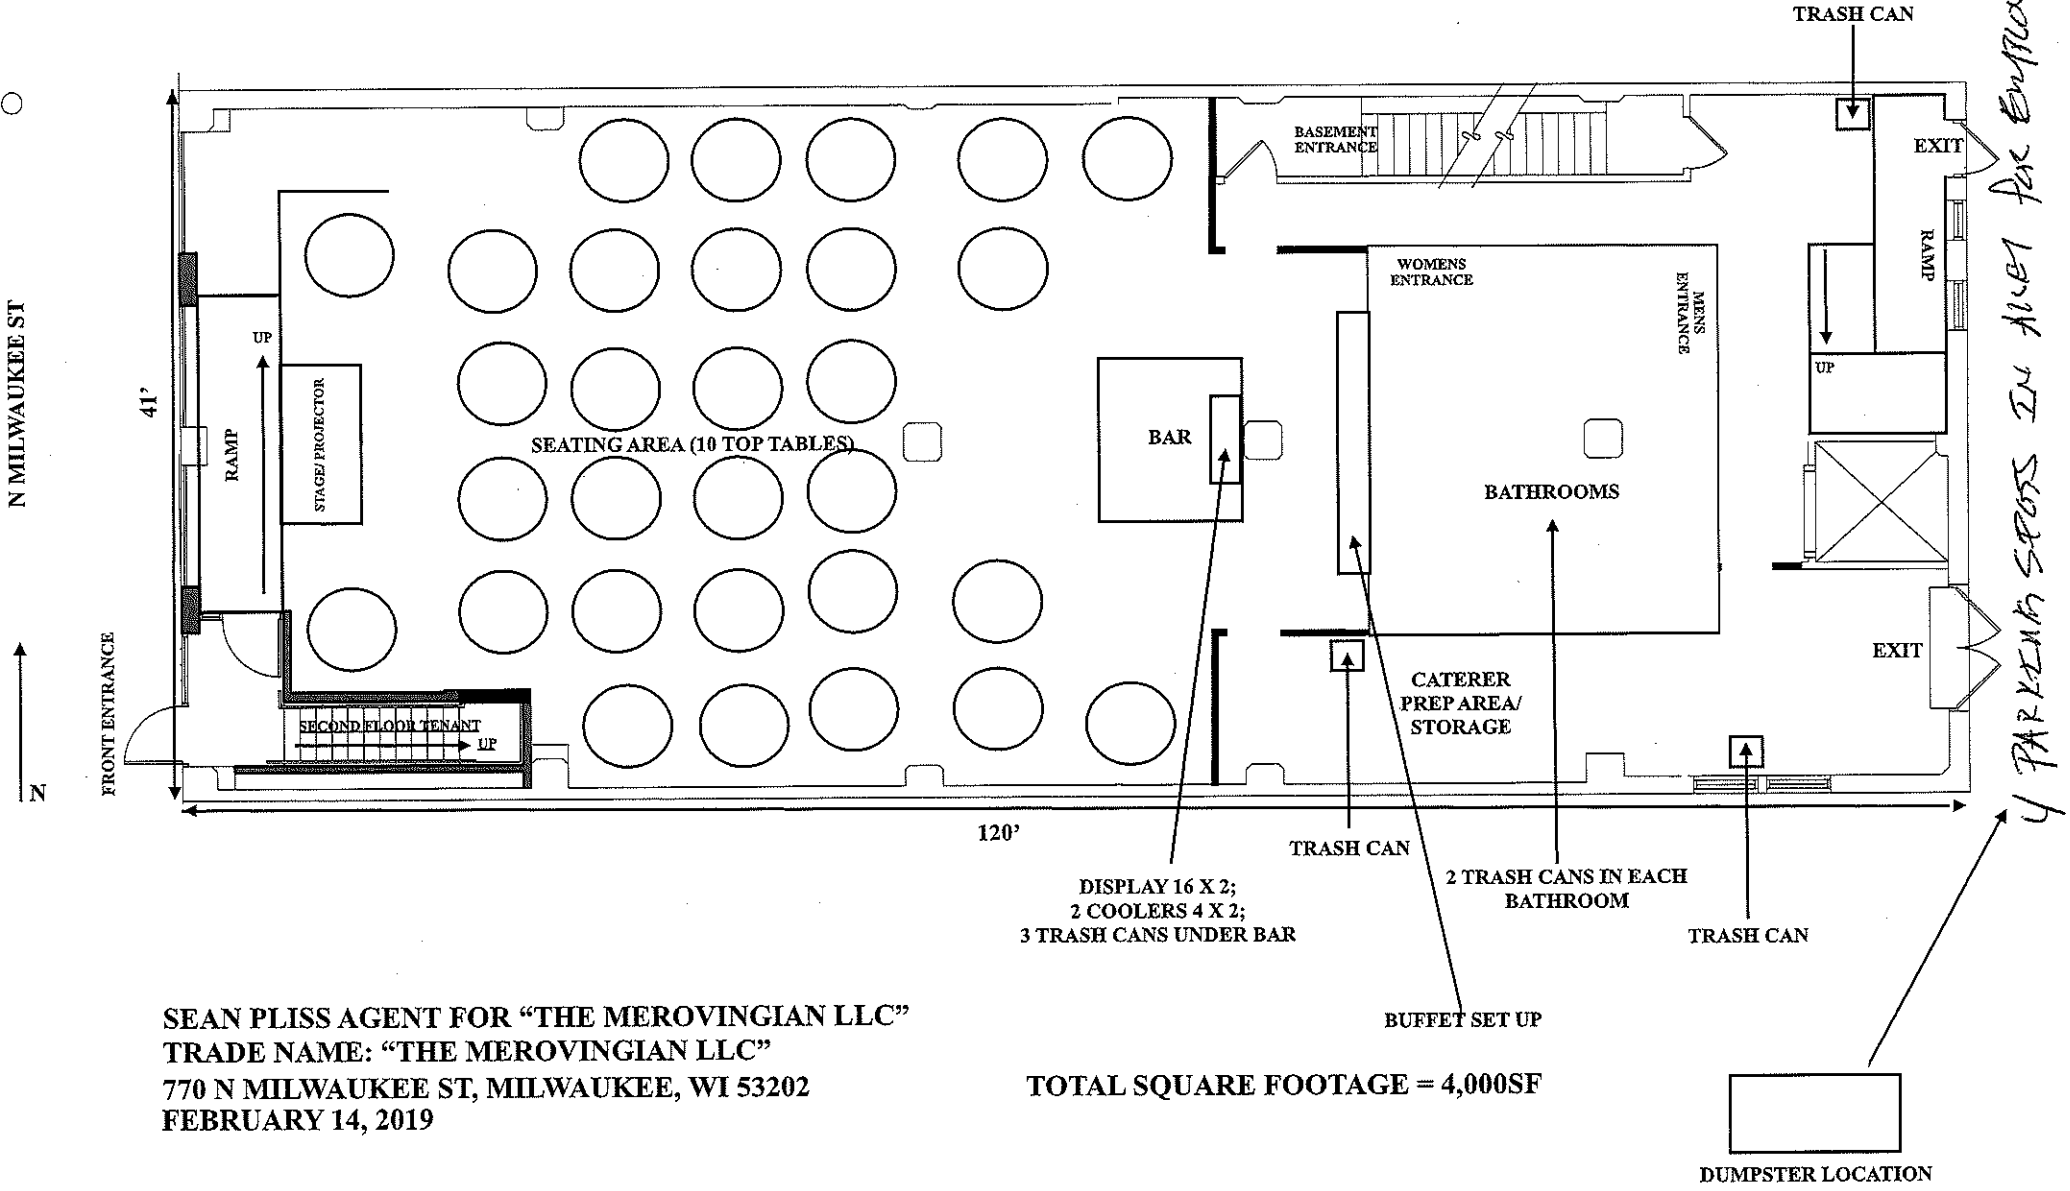 TRASH CAN
BASEMENT
ENTRANCE
EXIT
WOMENS
ENTRANCE
MENS
ENTRANCE
RAMP
N MILWAUKEE ST
41'
UP
RAMP
STAGE/ PROJECTOR
UP
SEATING AREA (10 TOP TABLES)
BAR
BATHROOMS
FRONT ENTRANCE
EXIT
CATERER
PREP AREA/
STORAGE
SECOND FLOOR TENANT
UP
N
120'
TRASH CAN
DISPLAY 16 X 2;
2 COOLERS 4 X 2;
3 TRASH CANS UNDER BAR
2 TRASH CANS IN EACH
BATHROOM
TRASH CAN
BUFFET SET UP
SEAN PLISS AGENT FOR “THE MEROVINGIAN LLC”
TRADE NAME: “THE MEROVINGIAN LLC”
770 N MILWAUKEE ST, MILWAUKEE, WI 53202
FEBRUARY 14, 2019
TOTAL SQUARE FOOTAGE = 4,000SF
DUMPSTER LOCATION
4 PARKING SPOTS IN ALLEY for